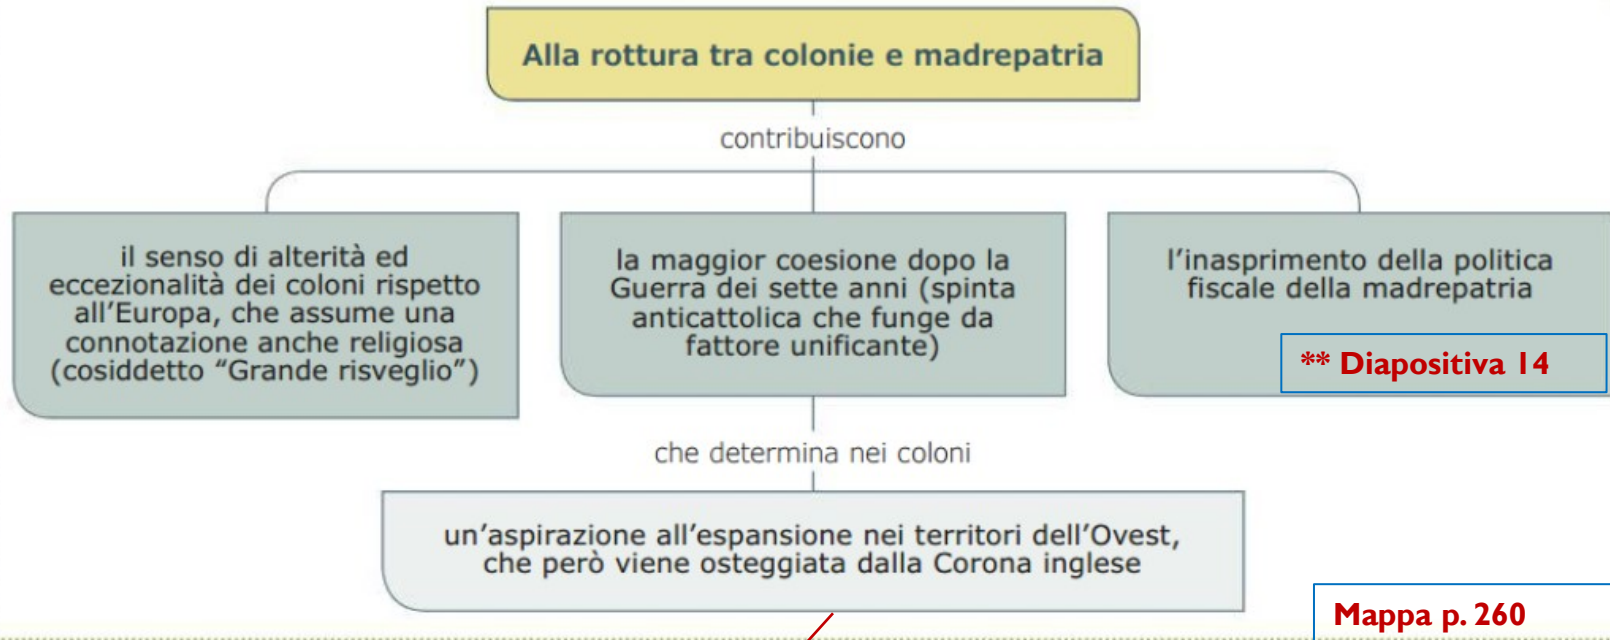 Alla rottura tra colonie e madrepatria
contribuiscono
il senso di alterità ed
eccezionalità dei coloni rispetto
all'Europa, che assume una
connotazione anche religiosa
(cosiddetto “Grande risveglio”)
la maggior coesione dopo la
Guerra dei sette anni (spinta
anticattolica che funge da
fattore unificante)
l'inasprimento della politica
fiscale della madrepatria
** Diapositiva 14
che determina nei coloni
un'aspirazione all'espansione nei territori dell'Ovest,
che però viene osteggiata dalla Corona inglese
Mappa p. 260